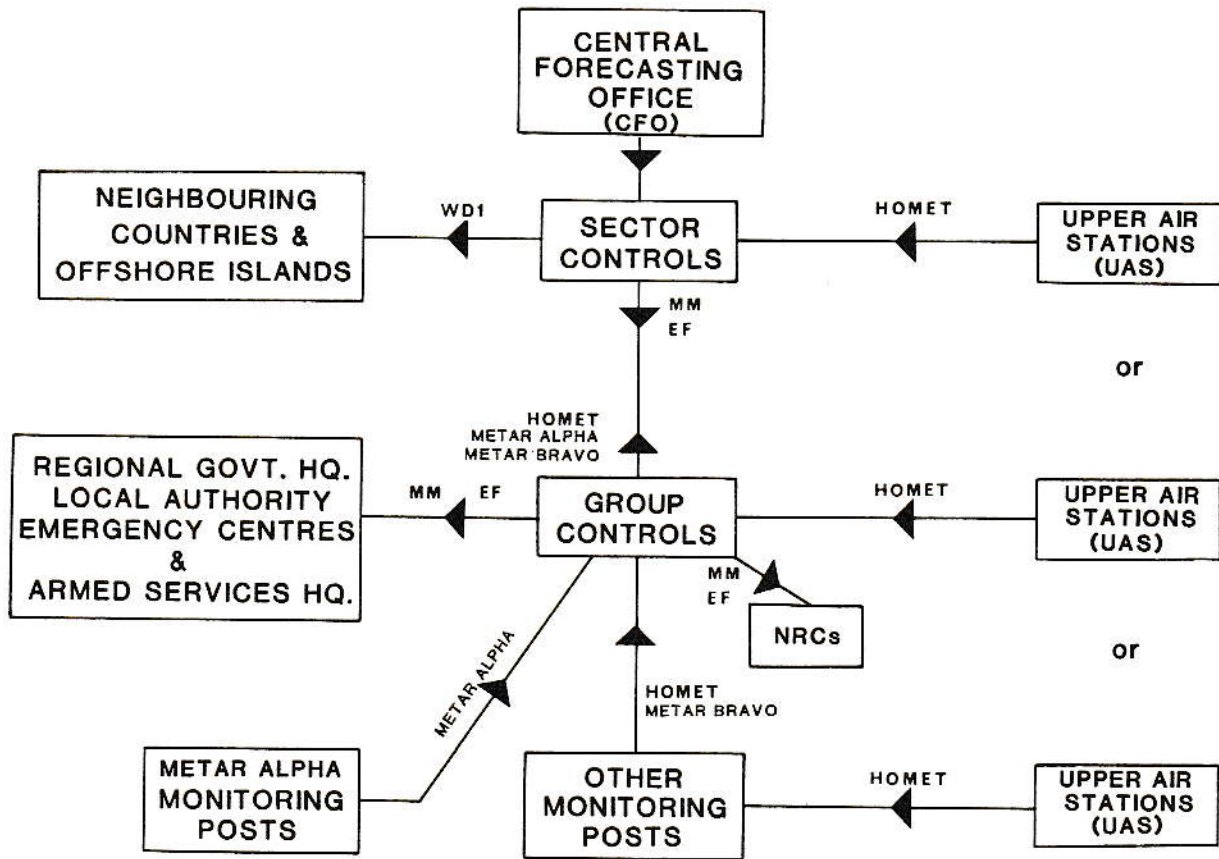 CENTRAL
FORECASTING
OFFICE
(CFO)
NEIGHBOURING
COUNTRIES &
OFFSHORE ISLANDS
WD1
SECTOR
CONTROLS
HOMET
UPPER AIR
STATIONS
(UAS)
MM
EF
or
HOMET
METAR ALPHA
METAR BRAVO
REGIONAL GOVT. HQ.
LOCAL AUTHORITY
EMERGENCY CENTRES
&
ARMED SERVICES HQ.
MM EF
GROUP
CONTROLS
HOMET
UPPER AIR
STATIONS
(UAS)
MM
EF
NRCs
or
METAR ALPHA
HOMET
METAR BRAVO
METAR ALPHA
MONITORING
POSTS
OTHER
MONITORING
POSTS
HOMET
UPPER AIR
STATIONS
(UAS)